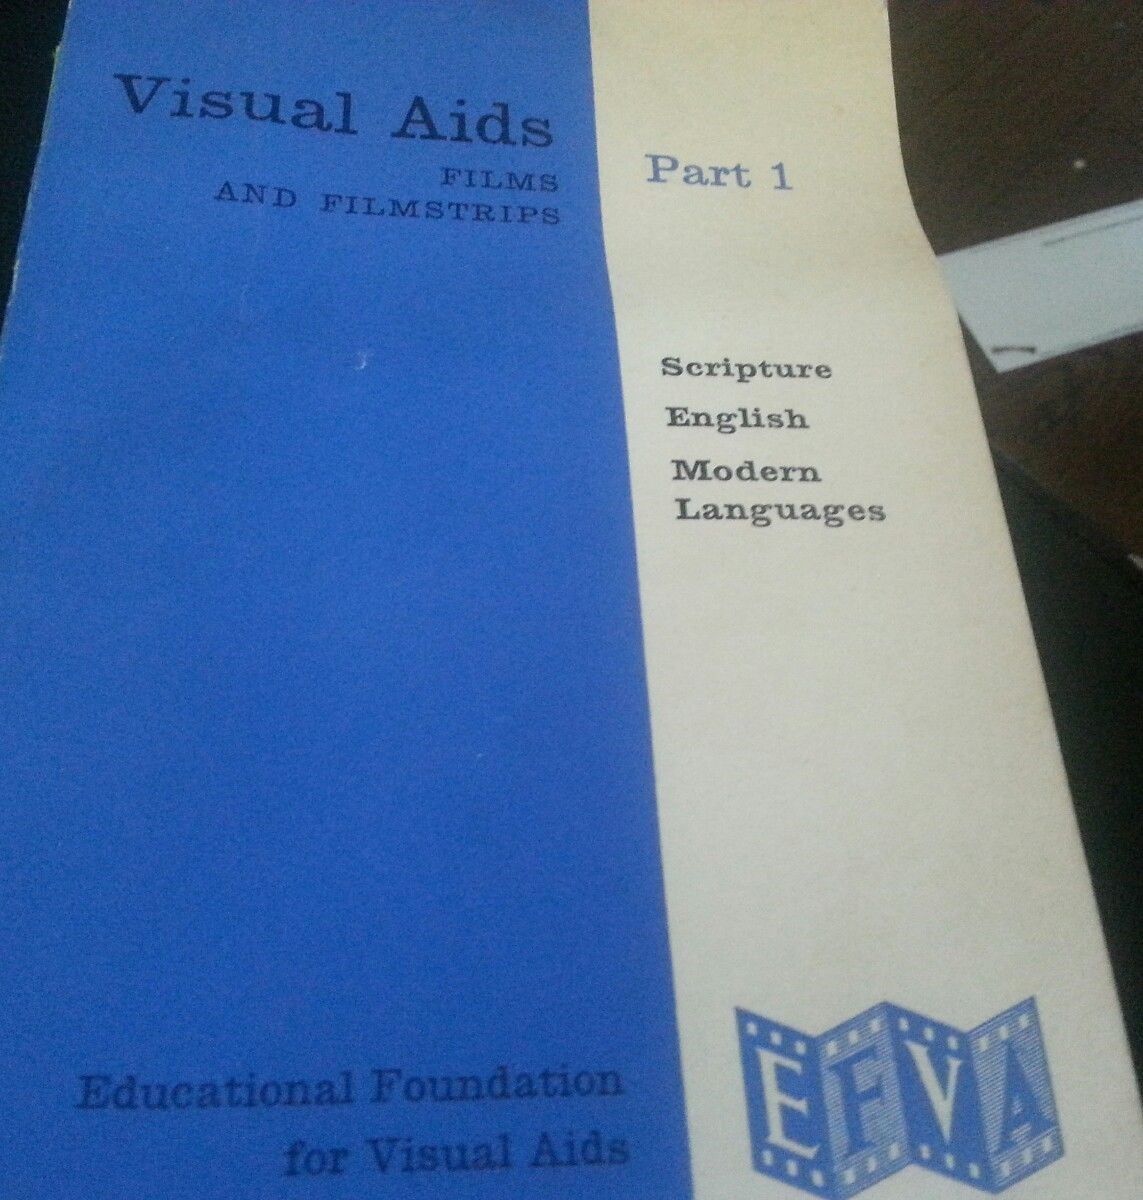 Visual Aids
FILMS
AND FILMSTRIPS
Part 1
Scripture
English
Modern
Languages
Educational Foundation
for Visual Aids
EFVA